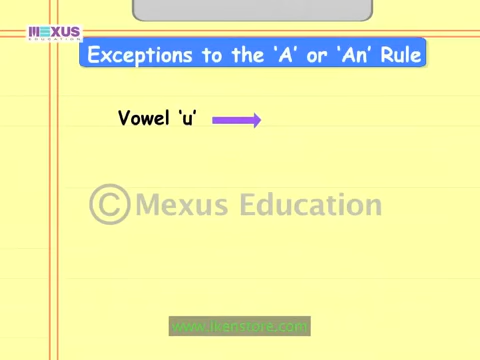 MEXUS
EDUCATION
Exceptions to the ‘A’ or ‘An’ Rule
Vowel ‘u’
© Mexus Education
www.ikenstore.com